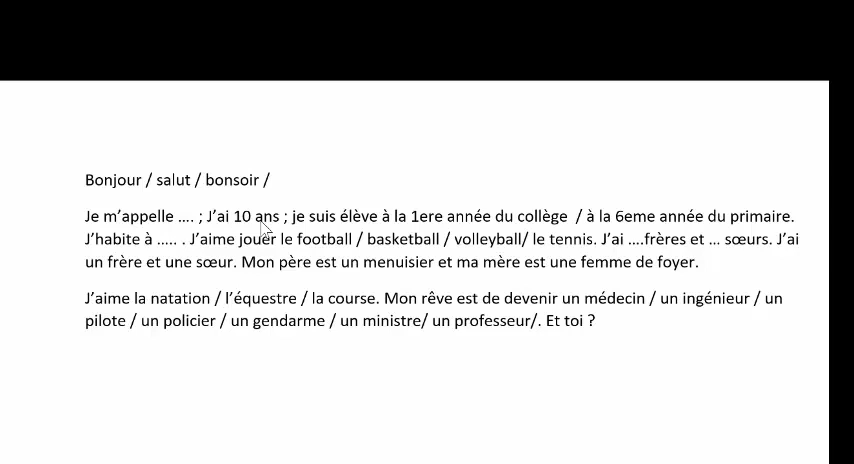 Bonjour / salut / bonsoir /
Je m’appelle …. ; J’ai 10 ans ; je suis élève à la 1ere année du collège  / à la 6eme année du primaire.
J’habite à ….. . J’aime jouer le football / basketball / volleyball/ le tennis. J’ai ….frères et … sœurs. J’ai
un frère et une sœur. Mon père est un menuisier et ma mère est une femme de foyer.
J’aime la natation / l’équestre / la course. Mon rêve est de devenir un médecin / un ingénieur / un
pilote / un policier / un gendarme / un ministre/ un professeur/. Et toi ?